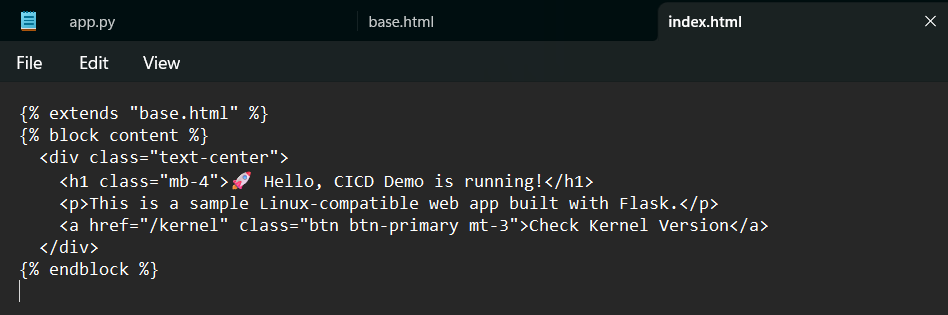 app.py base.html index.html
File Edit View
{% extends "base.html" %}
{% block content %}
  <div class="text-center">
    <h1 class="mb-4">🚀 Hello, CICD Demo is running!</h1>
    <p>This is a sample Linux-compatible web app built with Flask.</p>
    <a href="/kernel" class="btn btn-primary mt-3">Check Kernel Version</a>
  </div>
{% endblock %}